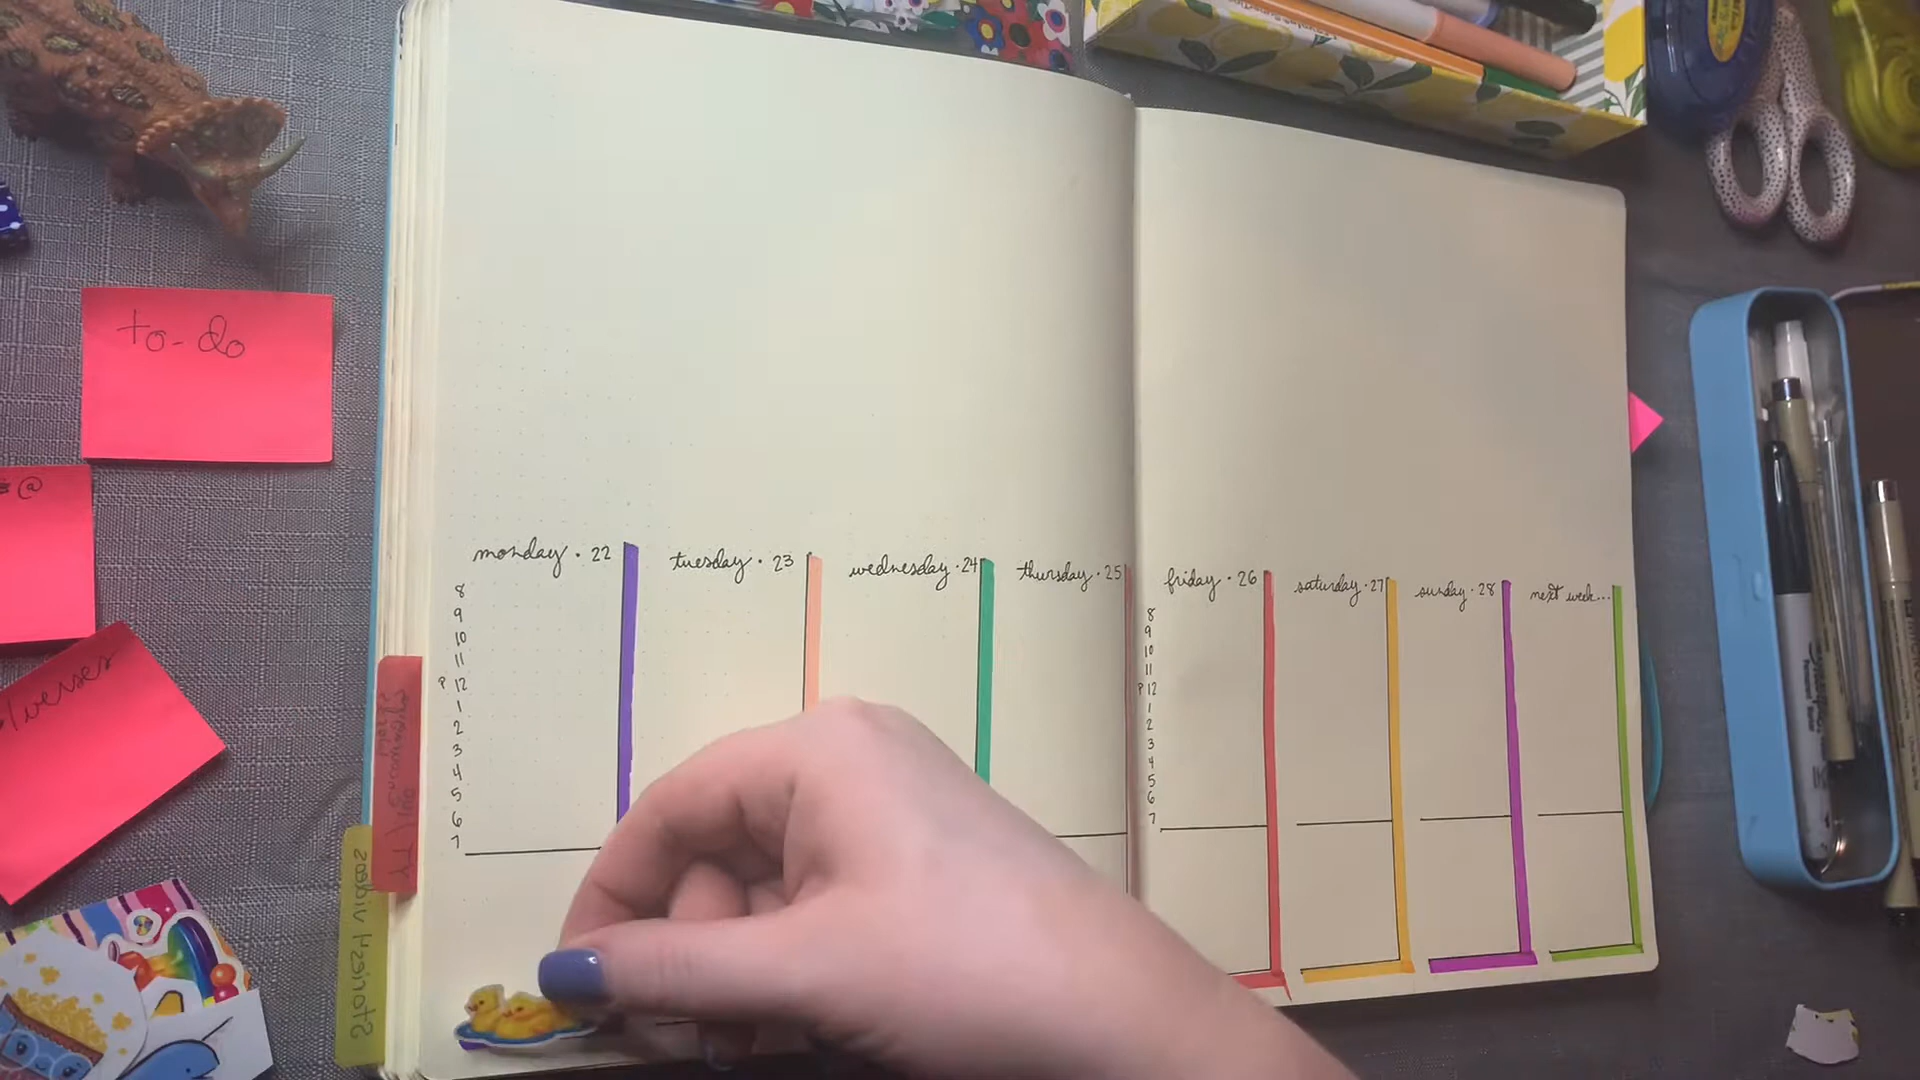 to-do
@
/verses
monday · 22
tuesday · 23
wednesday · 24
thursday · 25
friday · 26
saturday · 27
sunday · 28
next week...
8
9
10
11
P 12
1
2
3
4
5
6
7
8
9
10
11
P 12
1
2
3
4
5
6
7